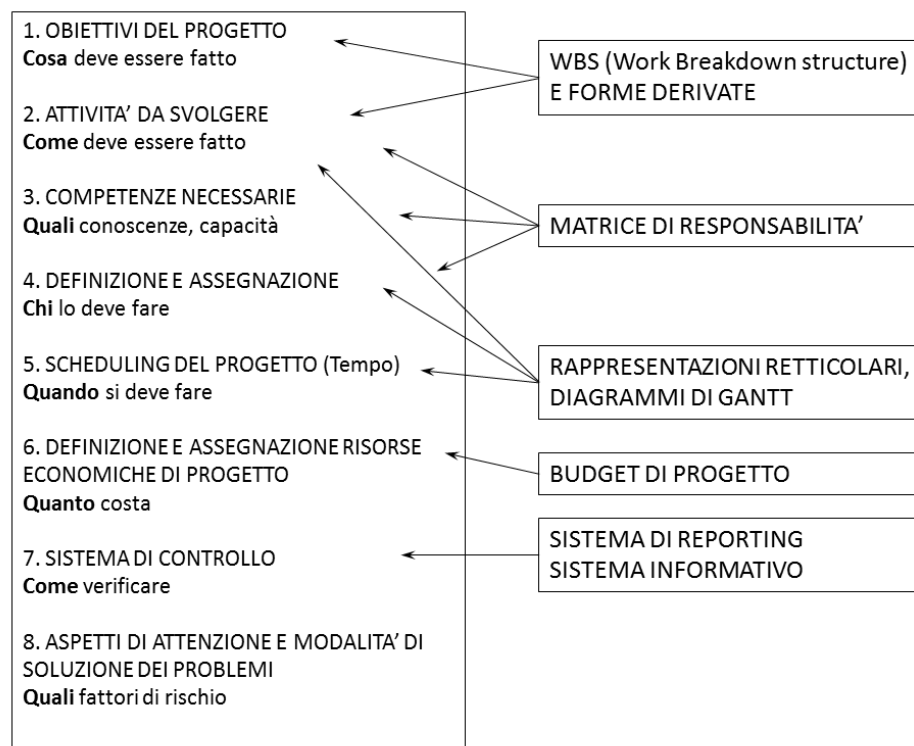 1. OBIETTIVI DEL PROGETTO
Cosa deve essere fatto
2. ATTIVITA’ DA SVOLGERE
Come deve essere fatto
3. COMPETENZE NECESSARIE
Quali conoscenze, capacità
4. DEFINIZIONE E ASSEGNAZIONE
Chi lo deve fare
5. SCHEDULING DEL PROGETTO (Tempo)
Quando si deve fare
6. DEFINIZIONE E ASSEGNAZIONE RISORSE
ECONOMICHE DI PROGETTO
Quanto costa
7. SISTEMA DI CONTROLLO
Come verificare
8. ASPETTI DI ATTENZIONE E MODALITA’ DI
SOLUZIONE DEI PROBLEMI
Quali fattori di rischio
WBS (Work Breakdown structure)
E FORME DERIVATE
MATRICE DI RESPONSABILITA’
RAPPRESENTAZIONI RETTICOLARI,
DIAGRAMMI DI GANTT
BUDGET DI PROGETTO
SISTEMA DI REPORTING
SISTEMA INFORMATIVO